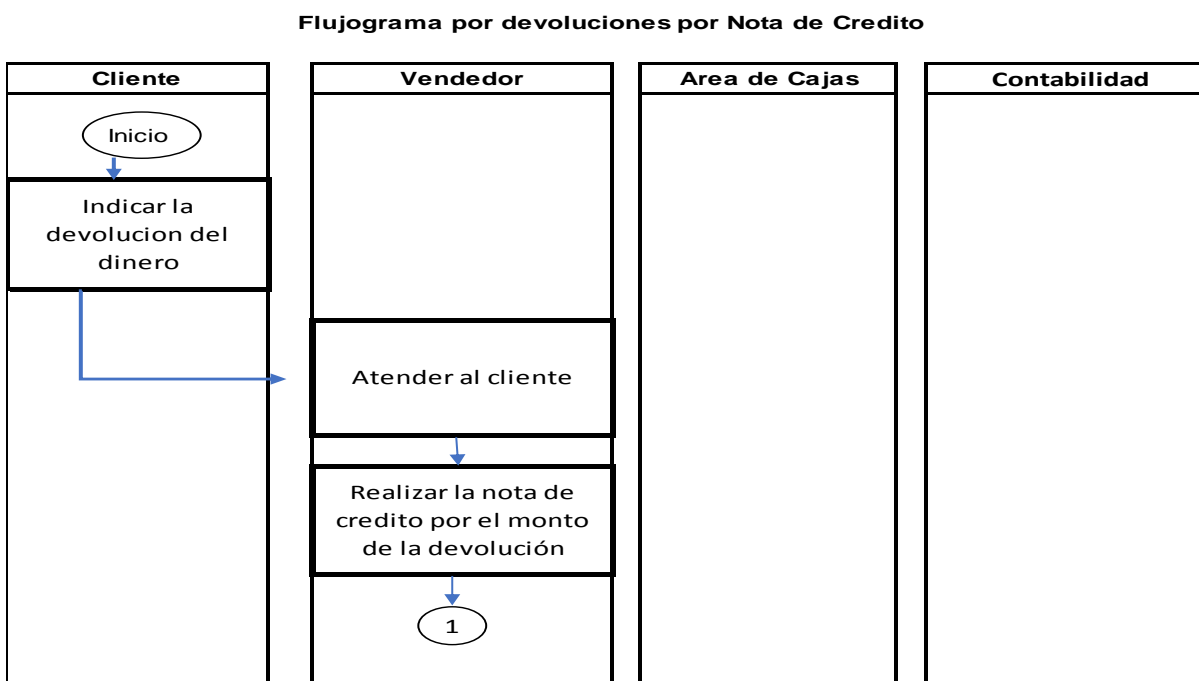 Flujograma por devoluciones por Nota de Credito
Cliente
Vendedor
Area de Cajas
Contabilidad
Inicio
Indicar la
devolucion del
dinero
Atender al cliente
Realizar la nota de
credito por el monto
de la devolución
1